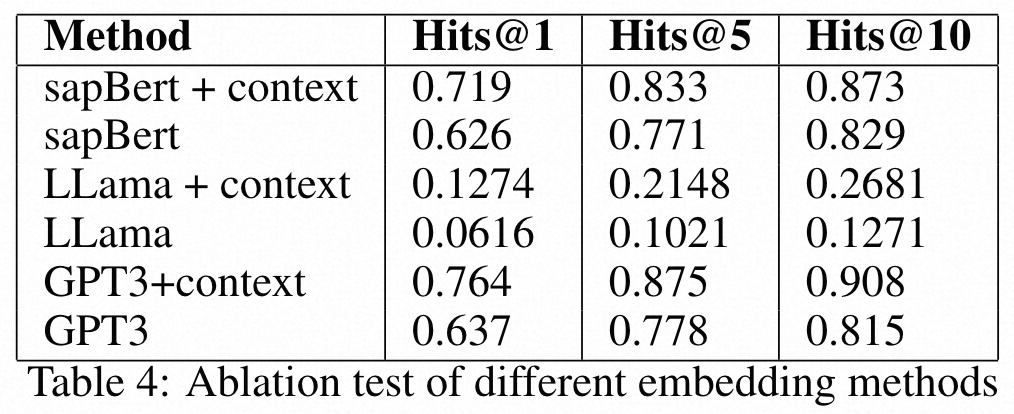 Method Hits@1 Hits@5 Hits@10
sapBert + context 0.719 0.833 0.873
sapBert 0.626 0.771 0.829
LLama + context 0.1274 0.2148 0.2681
LLama 0.0616 0.1021 0.1271
GPT3+context 0.764 0.875 0.908
GPT3 0.637 0.778 0.815
Table 4: Ablation test of different embedding methods